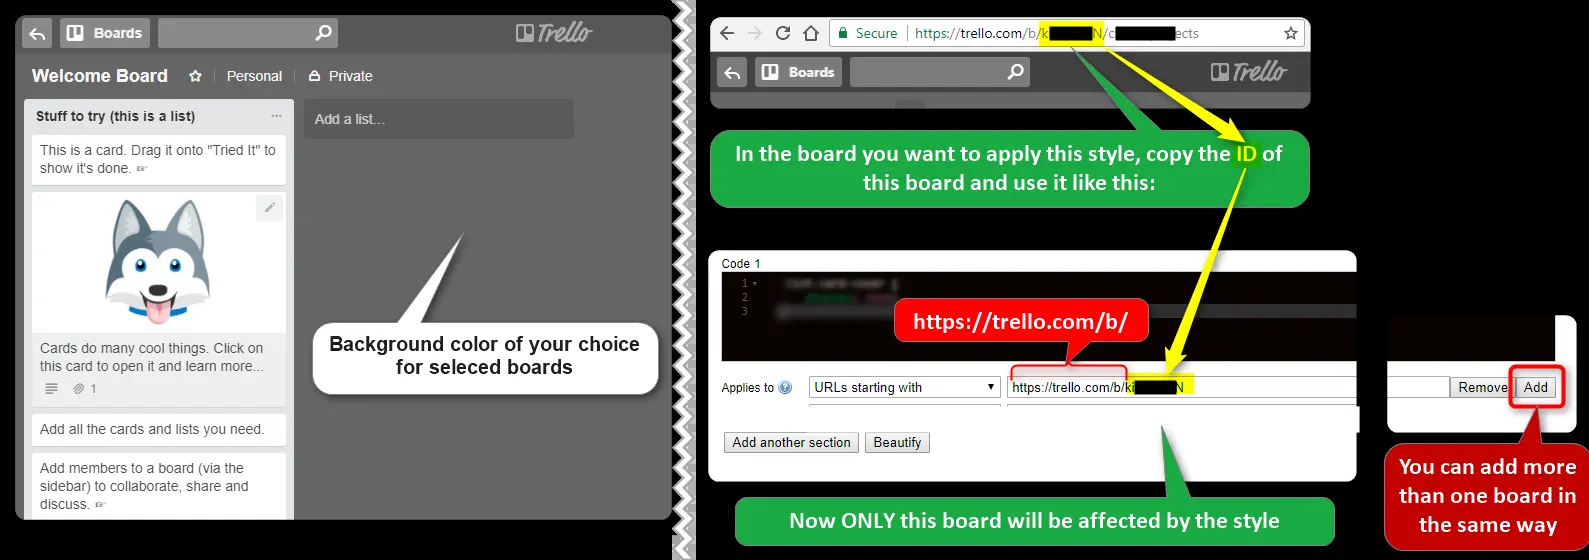 Boards
Trello
Welcome Board
Personal
Private
Stuff to try (this is a list)
Add a list...
This is a card. Drag it onto "Tried It" to
show it's done.
Cards do many cool things. Click on
this card to open it and learn more...
1
Add all the cards and lists you need.
Add members to a board (via the
sidebar) to collaborate, share and
discuss.
Background color of your choice
for seleced boards
Secure
https://trello.com/b/k N/c ects
Boards
Trello
In the board you want to apply this style, copy the ID of
this board and use it like this:
Code 1
1
2
3
https://trello.com/b/
Applies to
URLs starting with
https://trello.com/b/ki N
Remove
Add
Add another section
Beautify
Now ONLY this board will be affected by the style
You can add more
than one board in
the same way